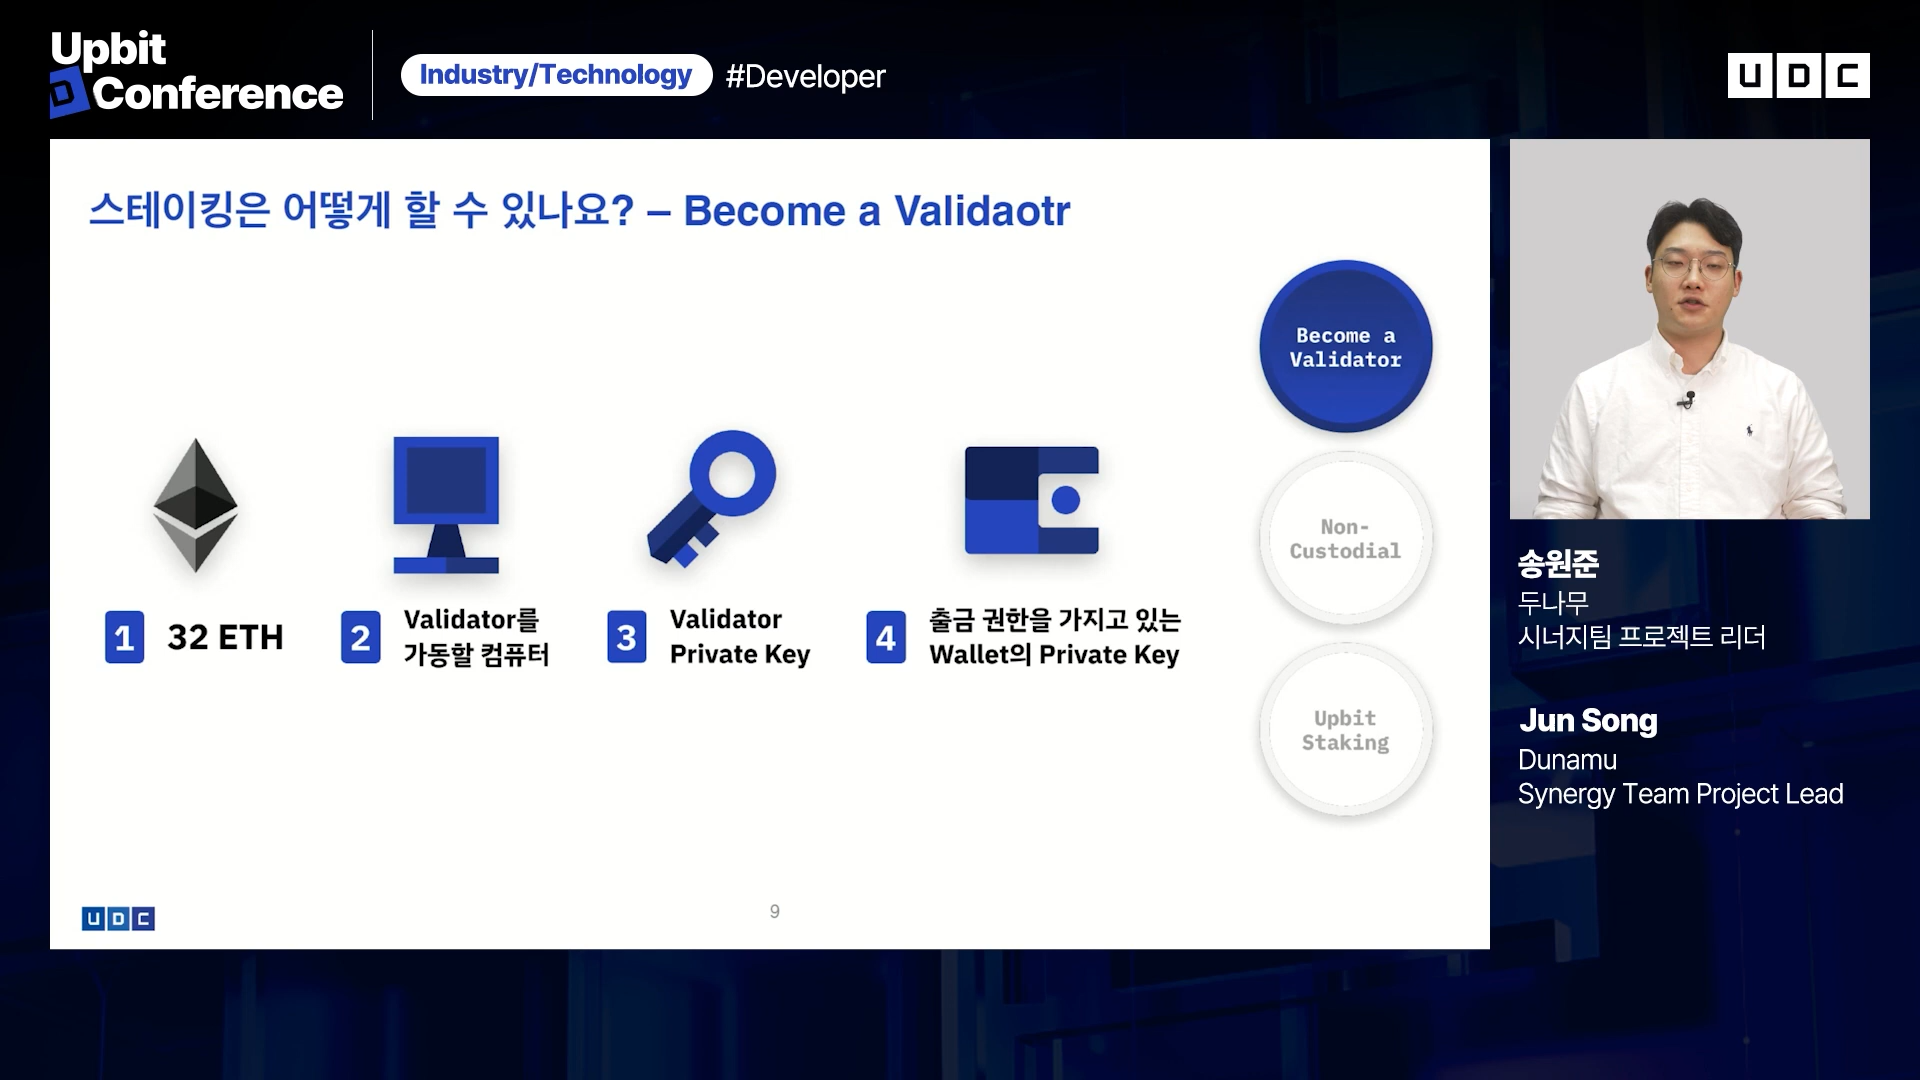 Upbit
D Conference
Industry/Technology #Developer
UDC
스테이킹은 어떻게 할 수 있나요? – Become a Validaotr
Become a
Validator
Non-
Custodial
Upbit
Staking
1 32 ETH
2 Validator를
가동할 컴퓨터
3 Validator
Private Key
4 출금 권한을 가지고 있는
Wallet의 Private Key
UDC
9
송원준
두나무
시너지팀 프로젝트 리더
Jun Song
Dunamu
Synergy Team Project Lead